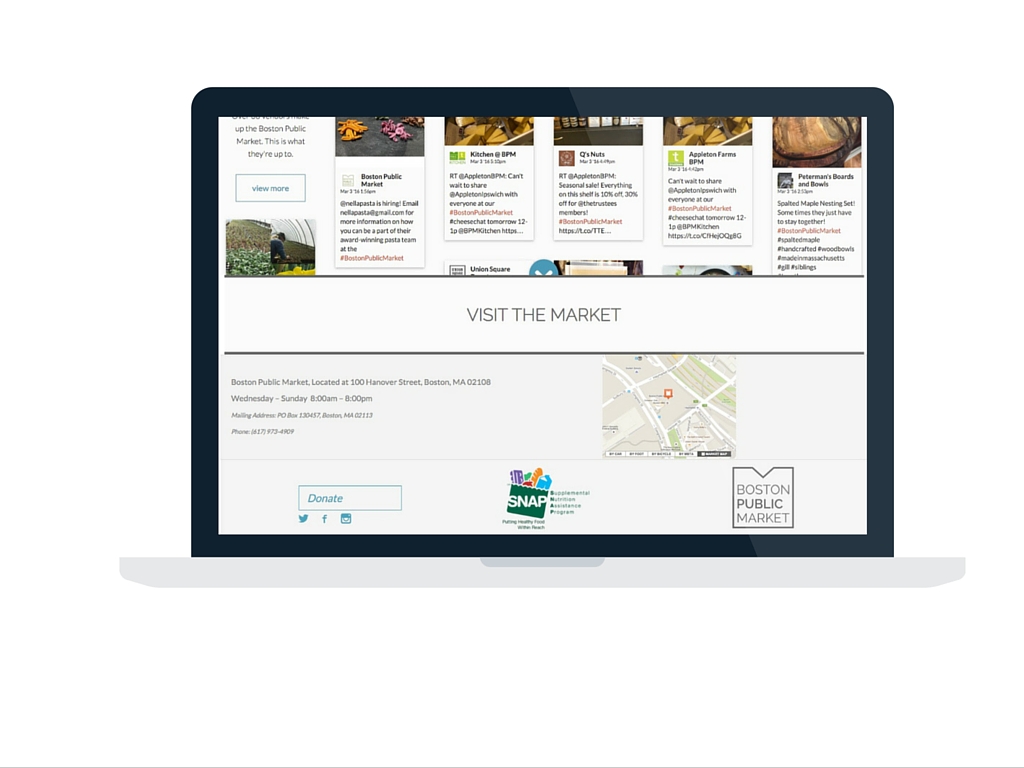 up the Boston Public
Market. This is what
they're up to.
view more
Boston Public
Market
Mar 3 '16 5:56pm
@nellapasta is hiring! Email
nellapasta@gmail.com for
more information on how
you can be a part of their
award-winning pasta team
at the
#BostonPublicMarket
Kitchen @ BPM
Mar 3 '16 5:10pm
RT @AppletonBPM: Can't
wait to share
@AppletonIpswich with
everyone at our
#BostonPublicMarket
#cheesechat tomorrow 12-
1p @BPMKitchen https…
Union Square
Q's Nuts
Mar 3 '16 4:49pm
RT @AppletonBPM:
Seasonal sale! Everything
on this shelf is 10% off, 30%
off for @thetrustees
members!
#BostonPublicMarket
https://t.co/TTE…
Appleton Farms
BPM
Mar 3 '16 4:42pm
Can't wait to share
@AppletonIpswich with
everyone at our
#BostonPublicMarket
#cheesechat tomorrow 12-
1p @BPMKitchen
https://t.co/CfHejOQg8G
Peterman's Boards
and Bowls
Mar 3 '16 2:53pm
Spalted Maple Nesting Set!
Some times they just have
to stay together!
#BostonPublicMarket
#spaltedmaple
#handcrafted #woodbowls
#madeinmassachusetts
#gill #siblings
VISIT THE MARKET
Boston Public Market, Located at 100 Hanover Street, Boston, MA 02108
Wednesday – Sunday 8:00am – 8:00pm
Mailing Address: PO Box 130457, Boston, MA 02113
Phone: (617) 973-4909
BY CAR BY FOOT BY BICYCLE BY MBTA MARKET MAP
Donate
SNAP
Supplemental
Nutrition
Assistance
Program
Putting Healthy Food
Within Reach
BOSTON
PUBLIC
MARKET